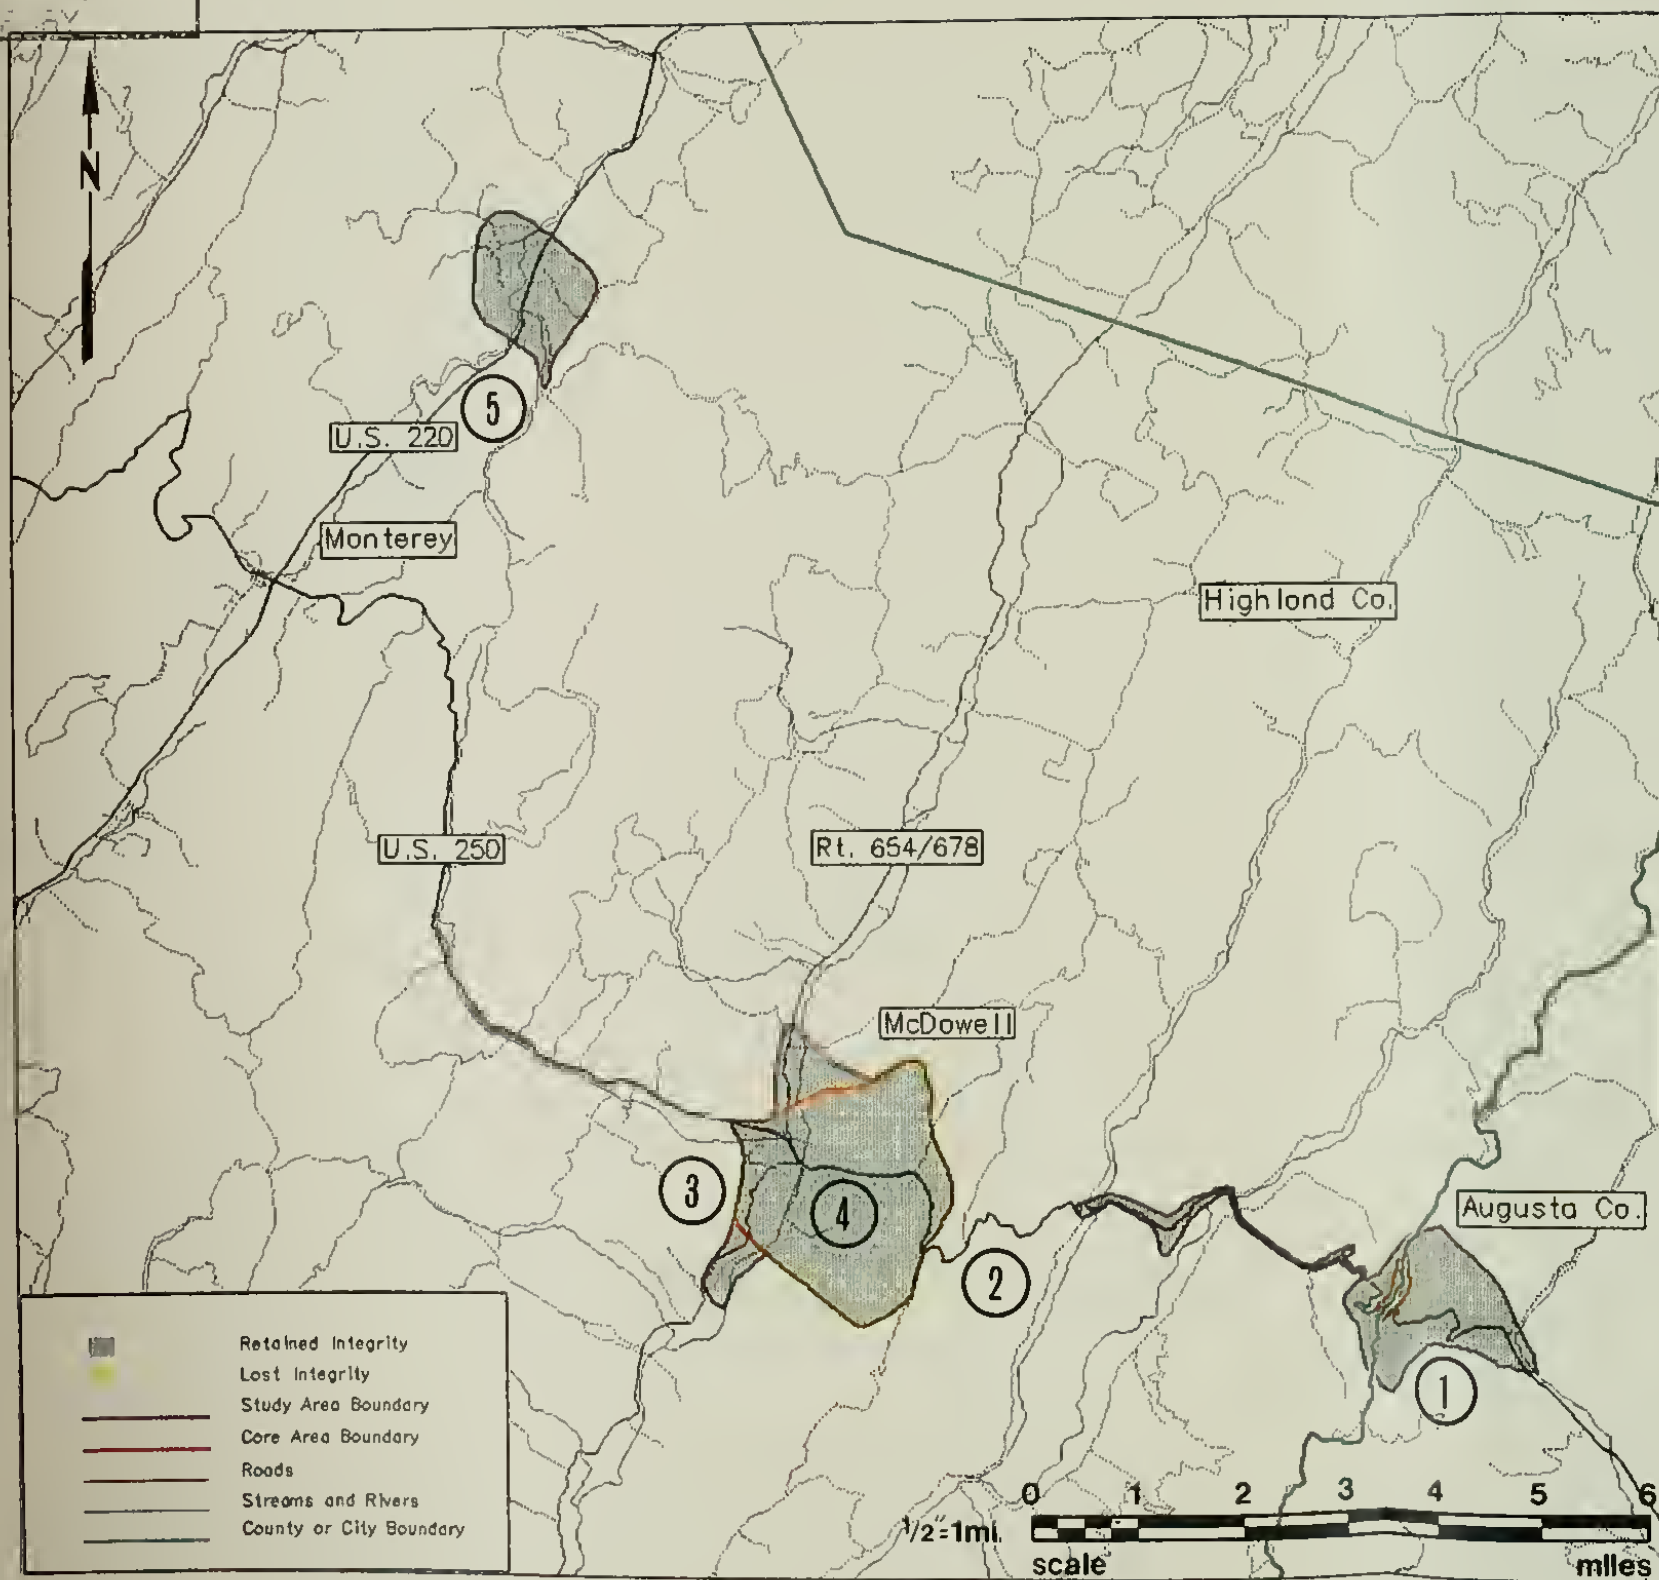 N
5
U.S. 220
Monterey
Highland Co.
U.S. 250
Rt. 654/678
McDowell
3
4
2
Augusta Co.
1
Retained Integrity
Lost Integrity
Study Area Boundary
Core Area Boundary
Roads
Streams and Rivers
County or City Boundary
0 1 2 3 4 5 6
1/2"=1mi.
scale miles